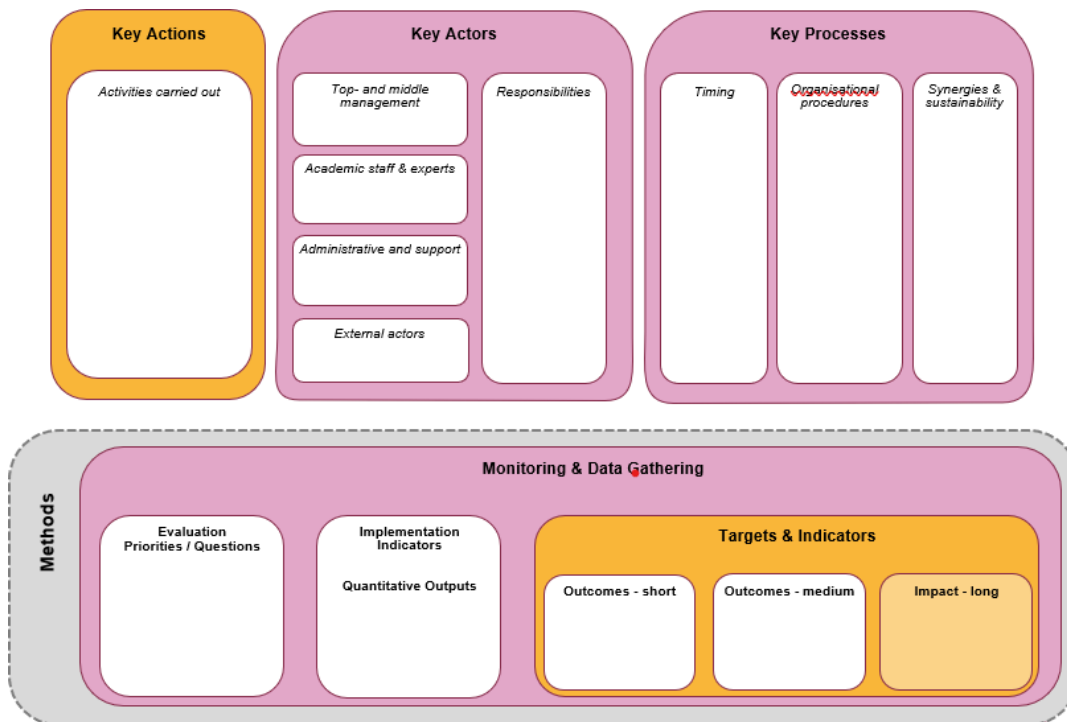 Key Actions
Activities carried out
Key Actors
Top- and middle
management
Academic staff & experts
Administrative and support
External actors
Responsibilities
Key Processes
Timing
Organisational
procedures
Synergies &
sustainability
Methods
Monitoring & Data Gathering
Evaluation
Priorities / Questions
Implementation
Indicators
Quantitative Outputs
Targets & Indicators
Outcomes - short
Outcomes - medium
Impact - long